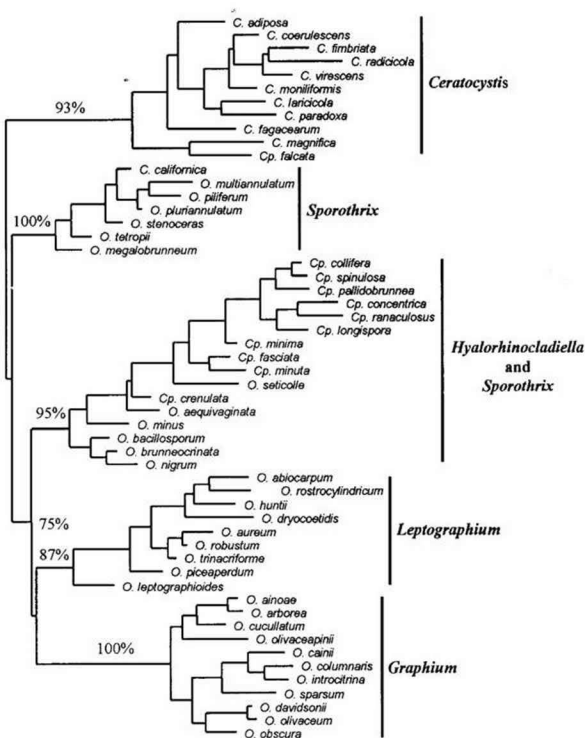 C. adiposa
C. coerulescens
C. fimbriata
C. radicicola
C. virescens
C. moniliformis
C. laricicola
C. paradoxa
C. fagacearum
C. magnifica
Cp. falcata
93%
Ceratocystis
C. californica
O. multiannulatum
O. piliferum
O. pluriannulatum
O. stenoceras
O. tetropii
O. megalobrunneum
100%
Sporothrix
Cp. collifera
Cp. spinulosa
Cp. pallidobrunnea
Cp. concentrica
Cp. ranaculosus
Cp. longispora
Cp. minima
Cp. fasciata
Cp. minuta
O. seticolle
Cp. crenulata
O. aequivaginata
O. minus
O. bacillosporum
O. brunneocrinata
O. nigrum
95%
Hyalorhinocladiella
and
Sporothrix
75%
O. abiocarpum
O. rostrocylindricum
O. huntii
O. dryocoetidis
O. aureum
O. robustum
O. trinacriforme
O. piceaperdum
O. leptographioides
87%
Leptographium
O. ainoae
O. arborea
O. cucullatum
O. olivaceapinii
O. cainii
O. columnaris
O. introcitrina
O. sparsum
O. davidsonii
O. olivaceum
O. obscura
100%
Graphium